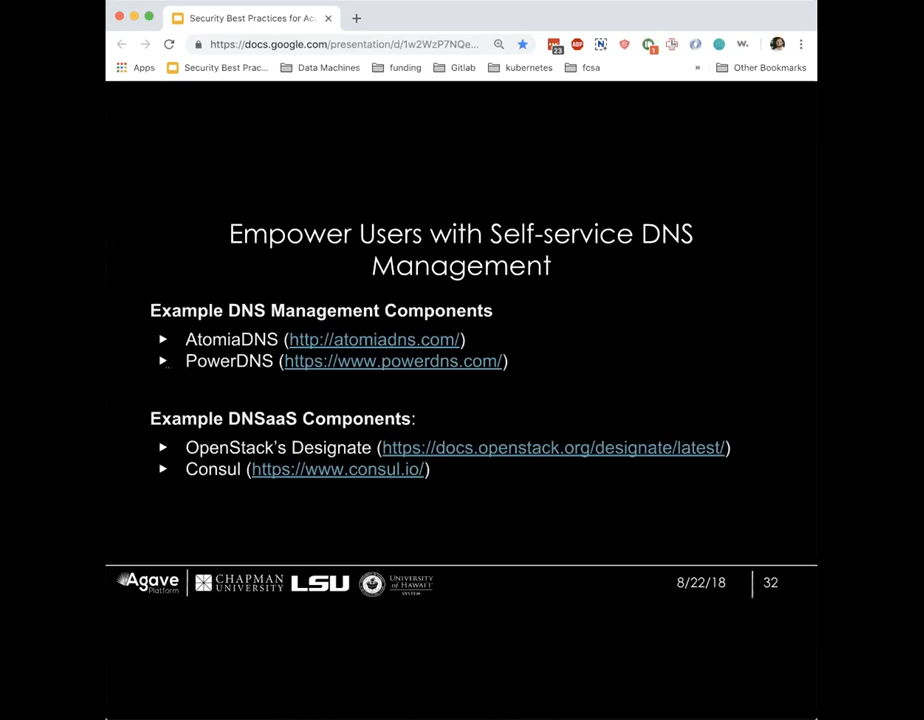 Security Best Practices for Ac
https://docs.google.com/presentation/d/1w2WzP7NQe...
23
1
w.
Apps
Security Best Prac...
Data Machines
funding
Gitlab
kubernetes
fcsa
»
Other Bookmarks
Empower Users with Self-service DNS
Management
Example DNS Management Components
AtomiaDNS (http://atomiadns.com/)
PowerDNS (https://www.powerdns.com/)
Example DNSaaS Components:
OpenStack's Designate (https://docs.openstack.org/designate/latest/)
Consul (https://www.consul.io/)
Agave
Platform
CHAPMAN
UNIVERSITY
LSU
UNIVERSITY
of HAWAI'I
SYSTEM
8/22/18
32